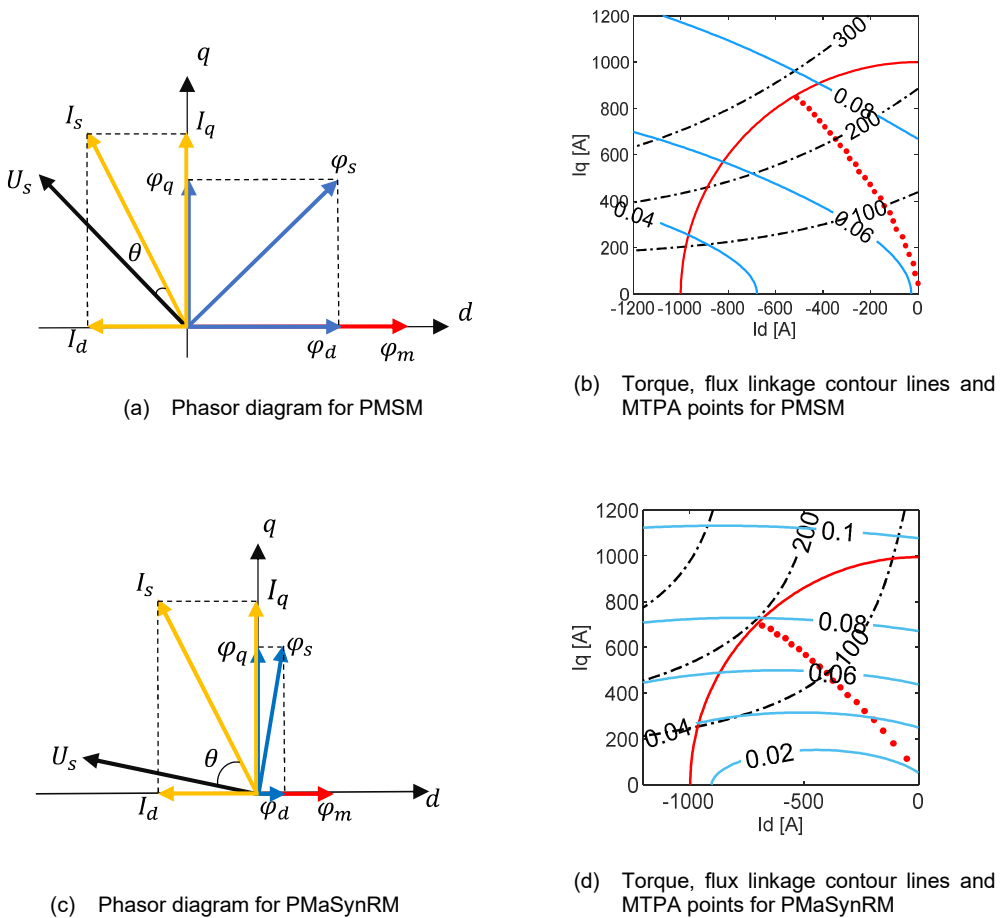 q
I_s
I_q
U_s
φ_q
φ_s
θ
I_d
φ_d
φ_m
d
(a) Phasor diagram for PMSM
1200
1000
800
600
400
200
0
Iq [A]
300
0.08
200
0.04
0.06
0.100
-1200
-1000
-800
-600
-400
-200
0
Id [A]
(b) Torque, flux linkage contour lines and
MTPA points for PMSM
q
I_s
I_q
φ_q
φ_s
U_s
θ
I_d
φ_d
φ_m
d
(c) Phasor diagram for PMaSynRM
1200
1000
800
600
400
200
0
Iq [A]
200
0.1
0.08
100
0.06
0.04
0.02
-1000
-500
0
Id [A]
(d) Torque, flux linkage contour lines and
MTPA points for PMaSynRM